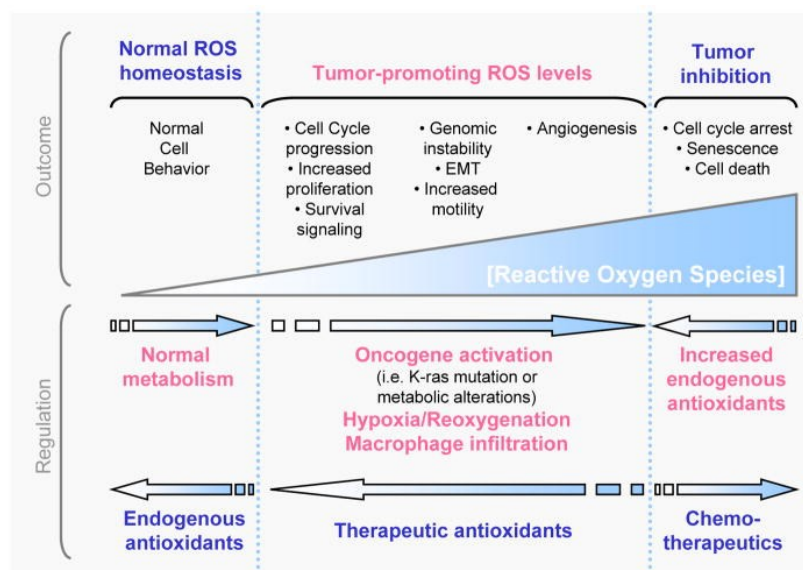 Outcome
Normal ROS
homeostasis
Tumor-promoting ROS levels
Tumor
inhibition
Normal
Cell
Behavior
• Cell Cycle
progression
• Increased
proliferation
• Survival
signaling
• Genomic
instability
• EMT
• Increased
motility
• Angiogenesis
• Cell cycle arrest
• Senescence
• Cell death
[Reactive Oxygen Species]
Regulation
Normal
metabolism
Oncogene activation
(i.e. K-ras mutation or
metabolic alterations)
Hypoxia/Reoxygenation
Macrophage infiltration
Increased
endogenous
antioxidants
Endogenous
antioxidants
Therapeutic antioxidants
Chemo-
therapeutics